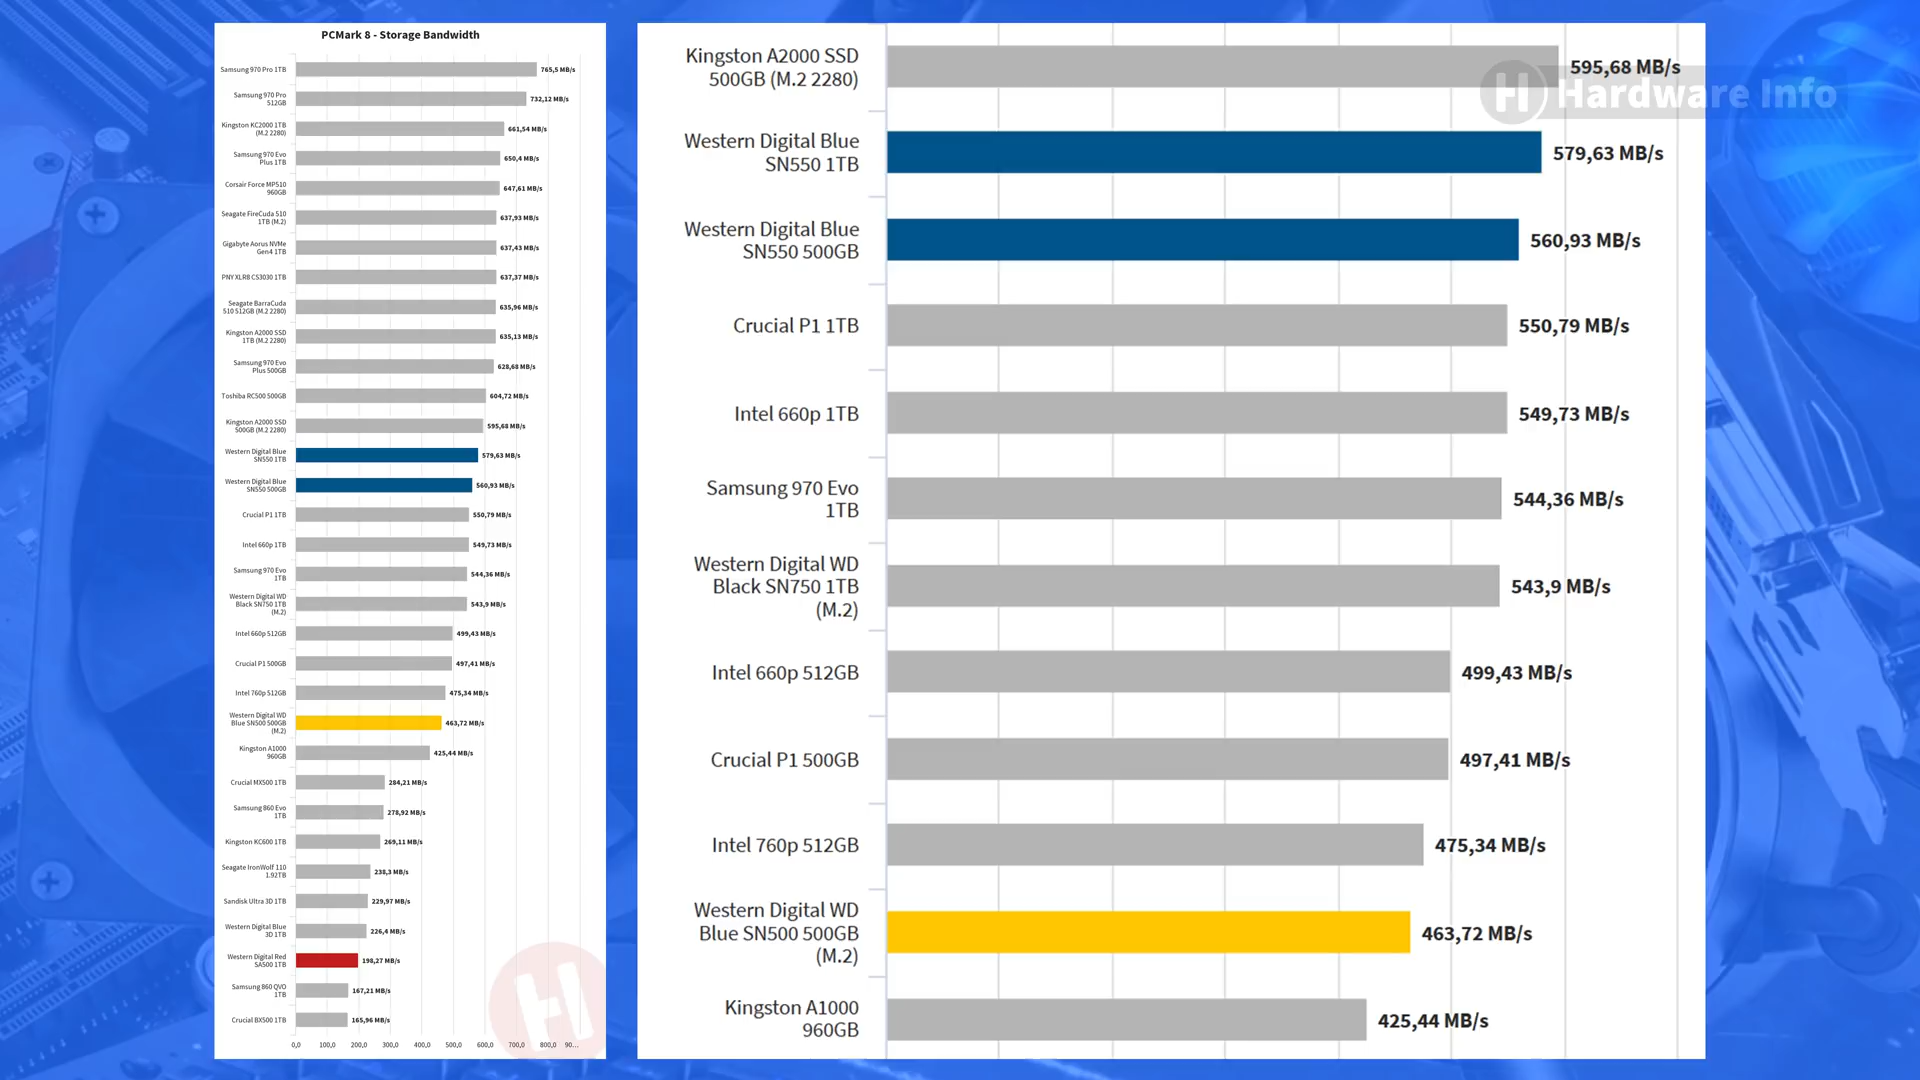 PCMark 8 - Storage Bandwidth
Samsung 970 Pro 1TB
765,5 MB/s
Samsung 970 Pro
512GB
732,12 MB/s
Kingston KC2000 1TB
(M.2 2280)
661,54 MB/s
Samsung 970 Evo
Plus 1TB
650,4 MB/s
Corsair Force MP510
960GB
647,61 MB/s
Seagate FireCuda 510
1TB (M.2)
637,93 MB/s
Gigabyte Aorus NVMe
Gen4 1TB
637,43 MB/s
PNY XLR8 CS3030 1TB
637,37 MB/s
Seagate BarraCuda
510 512GB (M.2 2280)
635,96 MB/s
Kingston A2000 SSD
1TB (M.2 2280)
635,13 MB/s
Samsung 970 Evo
Plus 500GB
628,68 MB/s
Toshiba RC500 500GB
604,72 MB/s
Kingston A2000 SSD
500GB (M.2 2280)
595,68 MB/s
Western Digital Blue
SN550 1TB
579,63 MB/s
Western Digital Blue
SN550 500GB
560,93 MB/s
Crucial P1 1TB
550,79 MB/s
Intel 660p 1TB
549,73 MB/s
Samsung 970 Evo
1TB
544,36 MB/s
Western Digital WD
Black SN750 1TB
(M.2)
543,9 MB/s
Intel 660p 512GB
499,43 MB/s
Crucial P1 500GB
497,41 MB/s
Intel 760p 512GB
475,34 MB/s
Western Digital WD
Blue SN500 500GB
(M.2)
463,72 MB/s
Kingston A1000
960GB
425,44 MB/s
Crucial MX500 1TB
284,21 MB/s
Samsung 860 Evo
1TB
278,92 MB/s
Kingston KC600 1TB
269,11 MB/s
Seagate IronWolf 110
1.92TB
238,3 MB/s
Sandisk Ultra 3D 1TB
229,97 MB/s
Western Digital Blue
3D 1TB
226,4 MB/s
Western Digital Red
SA500 1TB
198,27 MB/s
Samsung 860 QVO
1TB
167,21 MB/s
Crucial BX500 1TB
165,96 MB/s
0,0 100,0 200,0 300,0 400,0 500,0 600,0 700,0 800,0 90...
Kingston A2000 SSD
500GB (M.2 2280)
595,68 MB/s
Hardware Info
Western Digital Blue
SN550 1TB
579,63 MB/s
Western Digital Blue
SN550 500GB
560,93 MB/s
Crucial P1 1TB
550,79 MB/s
Intel 660p 1TB
549,73 MB/s
Samsung 970 Evo
1TB
544,36 MB/s
Western Digital WD
Black SN750 1TB
(M.2)
543,9 MB/s
Intel 660p 512GB
499,43 MB/s
Crucial P1 500GB
497,41 MB/s
Intel 760p 512GB
475,34 MB/s
Western Digital WD
Blue SN500 500GB
(M.2)
463,72 MB/s
Kingston A1000
960GB
425,44 MB/s